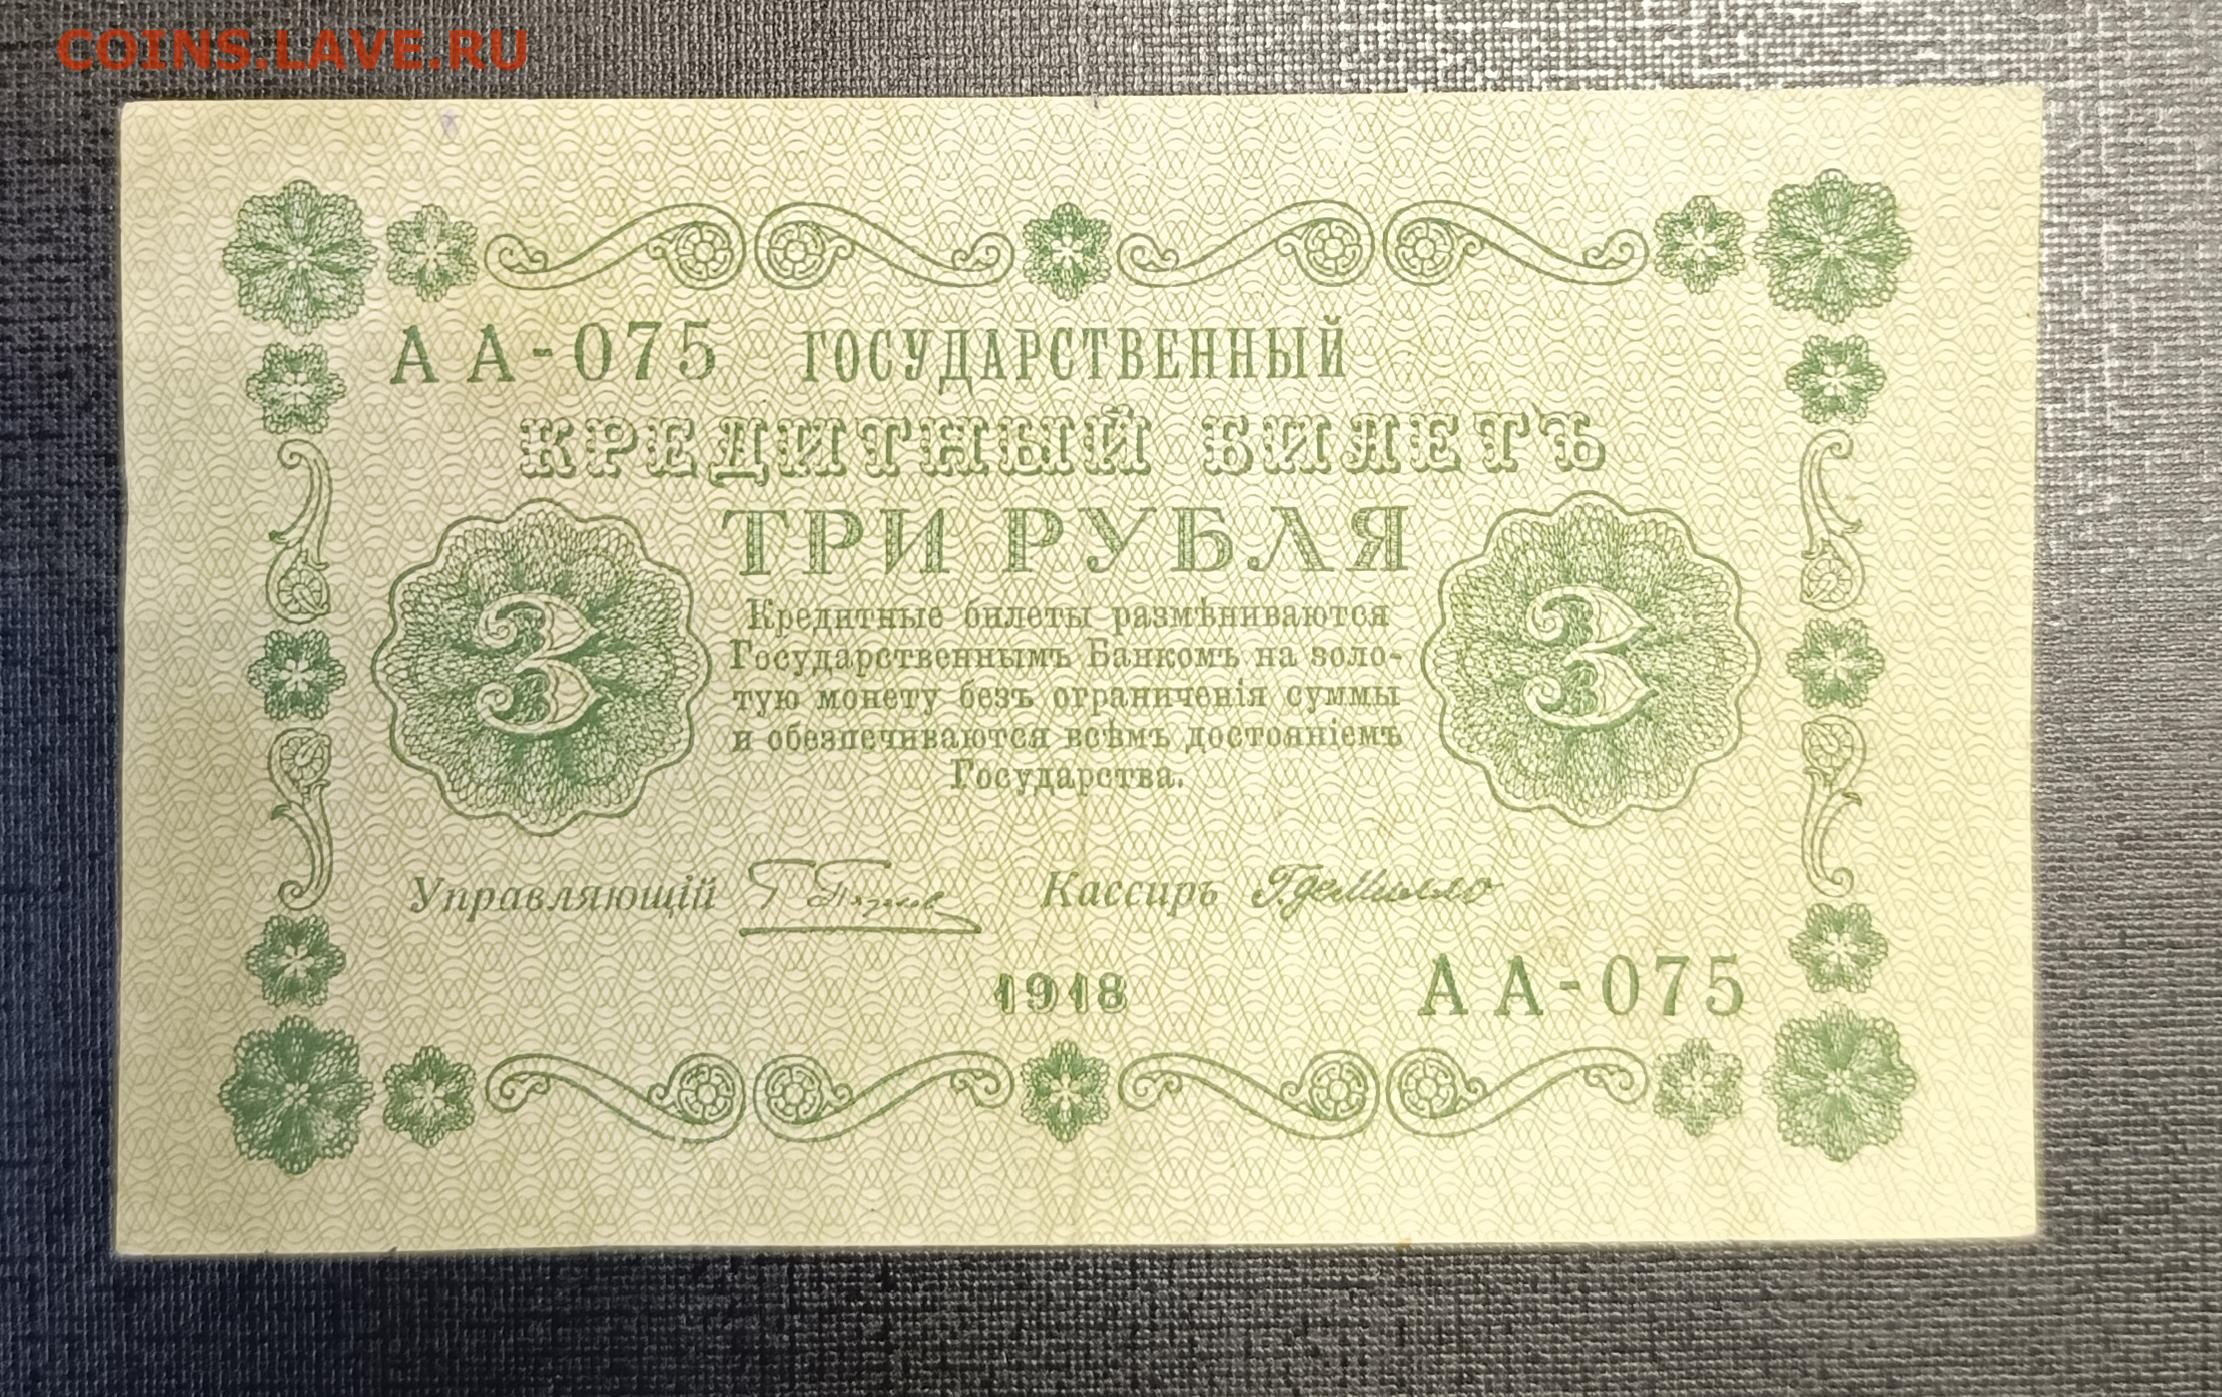 COINS.LAVE.RU
АА-075 ГОСУДАРСТВЕННЫЙ
КРЕДИТНЫЙ БИЛЕТЪ
ТРИ РУБЛЯ
3 3
Кредитные билеты размѣниваются
Государственнымъ Банкомъ на золо-
тую монету безъ ограниченія суммы
и обезпечиваются всѣмъ достояніемъ
Государства.
Управляющій Кассиръ
1918 АА-075